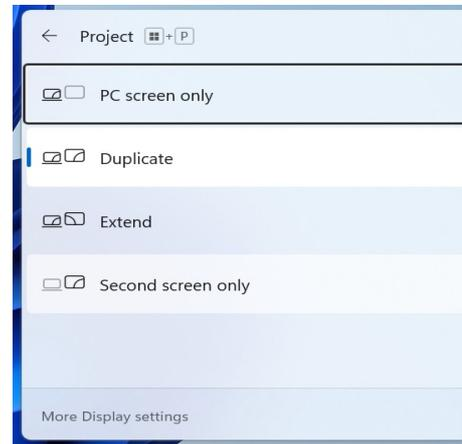 Project + P
PC screen only
Duplicate
Extend
Second screen only
More Display settings